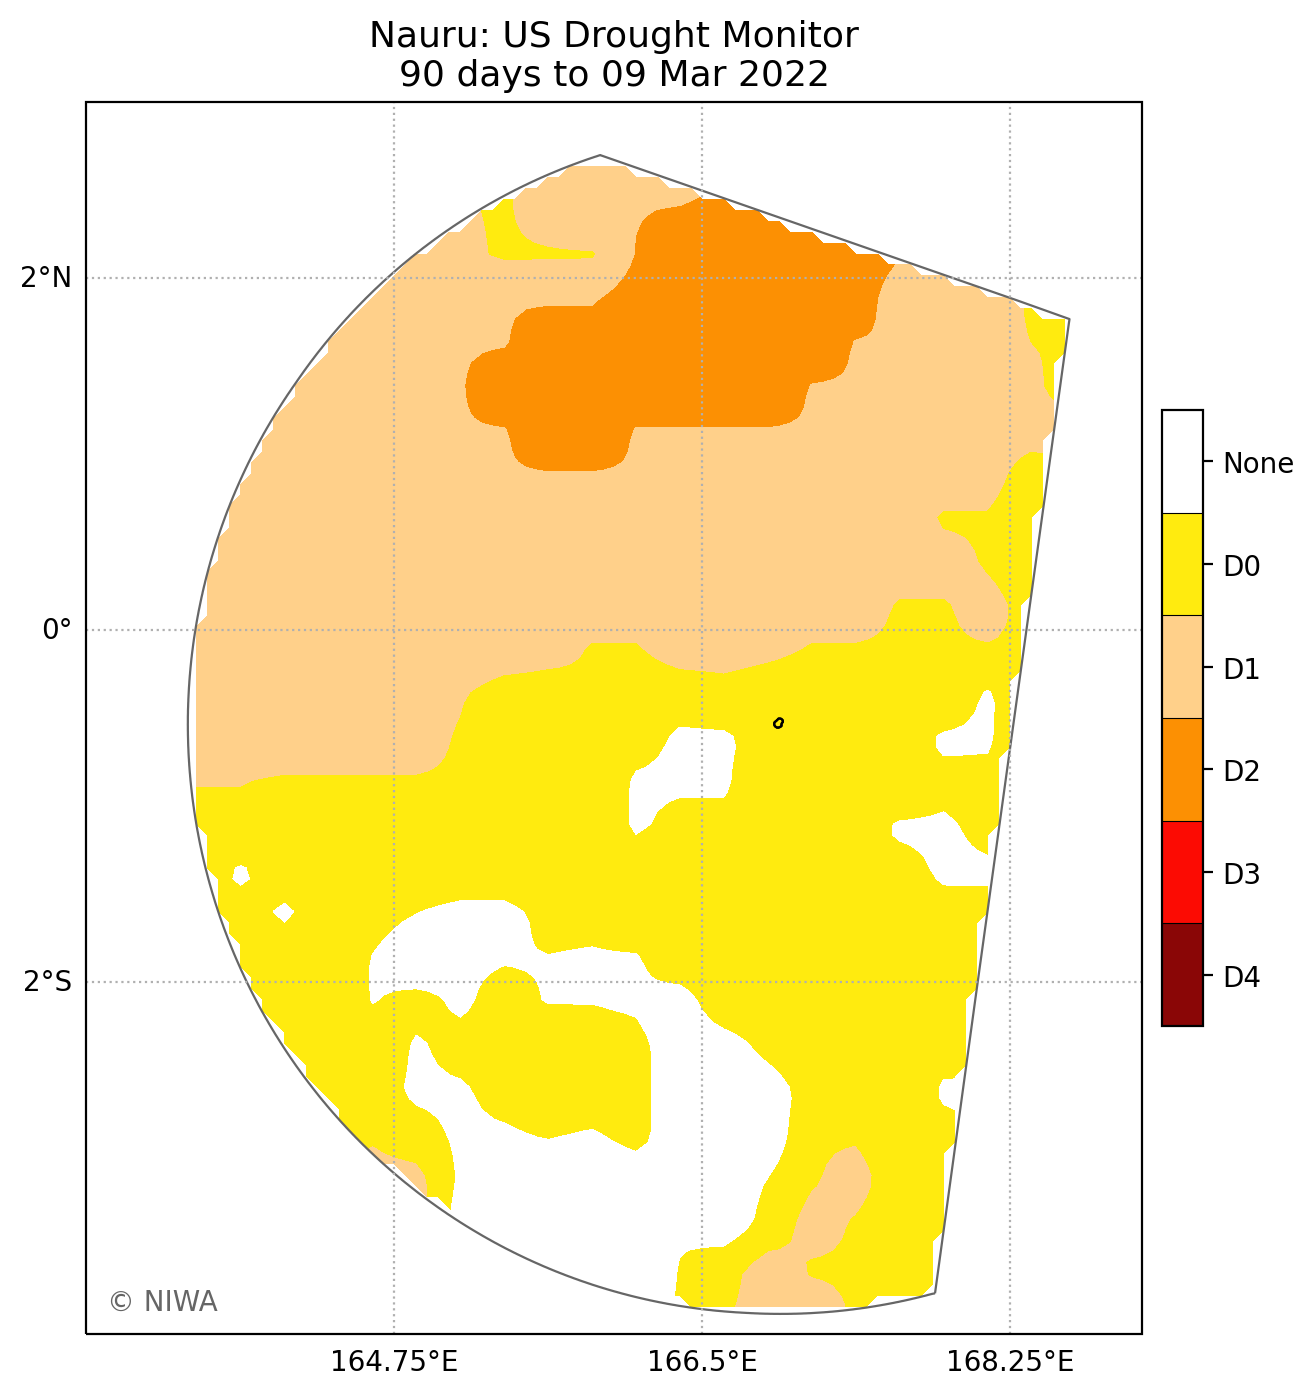 Nauru: US Drought Monitor
90 days to 09 Mar 2022
2°N
0°
2°S
164.75°E
166.5°E
168.25°E
None
D0
D1
D2
D3
D4
© NIWA